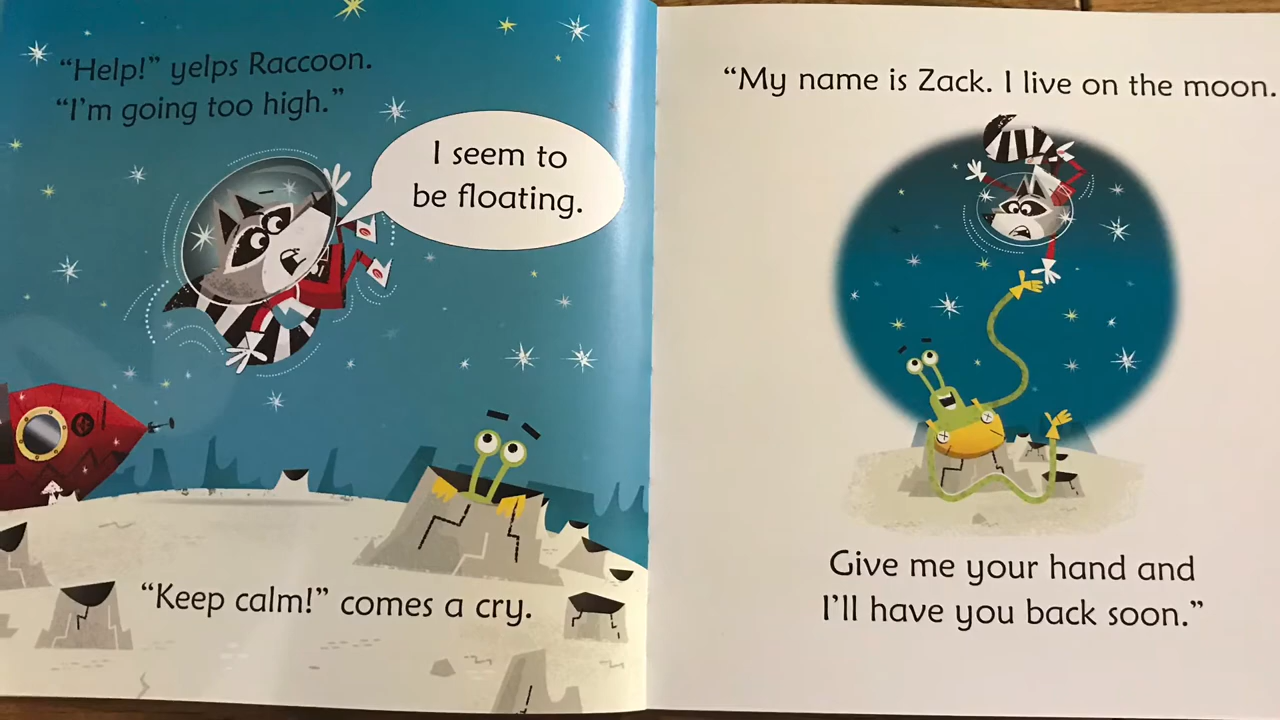 “Help!” yelps Raccoon.
“I’m going too high.”
I seem to
be floating.
“Keep calm!” comes a cry.
“My name is Zack. I live on the moon.
Give me your hand and
I’ll have you back soon.”